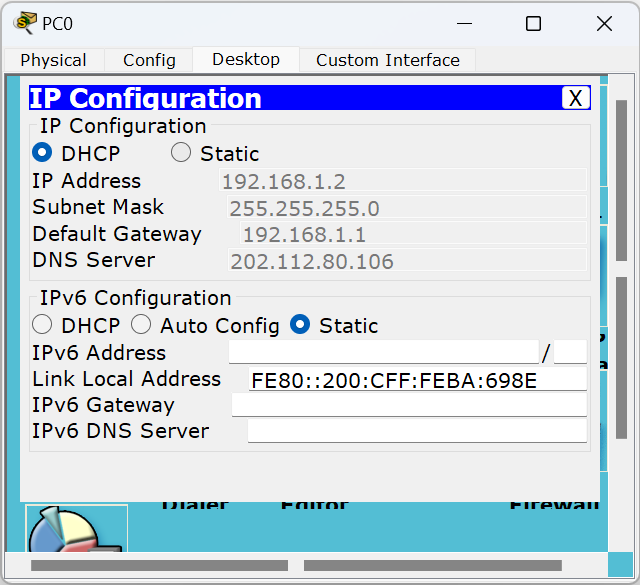 PC0
Physical Config Desktop Custom Interface
IP Configuration X
IP Configuration
DHCP Static
IP Address 192.168.1.2
Subnet Mask 255.255.255.0
Default Gateway 192.168.1.1
DNS Server 202.112.80.106
IPv6 Configuration
DHCP Auto Config Static
IPv6 Address /
Link Local Address FE80::200:CFF:FEBA:698E
IPv6 Gateway
IPv6 DNS Server
Dialer Editor Firewall